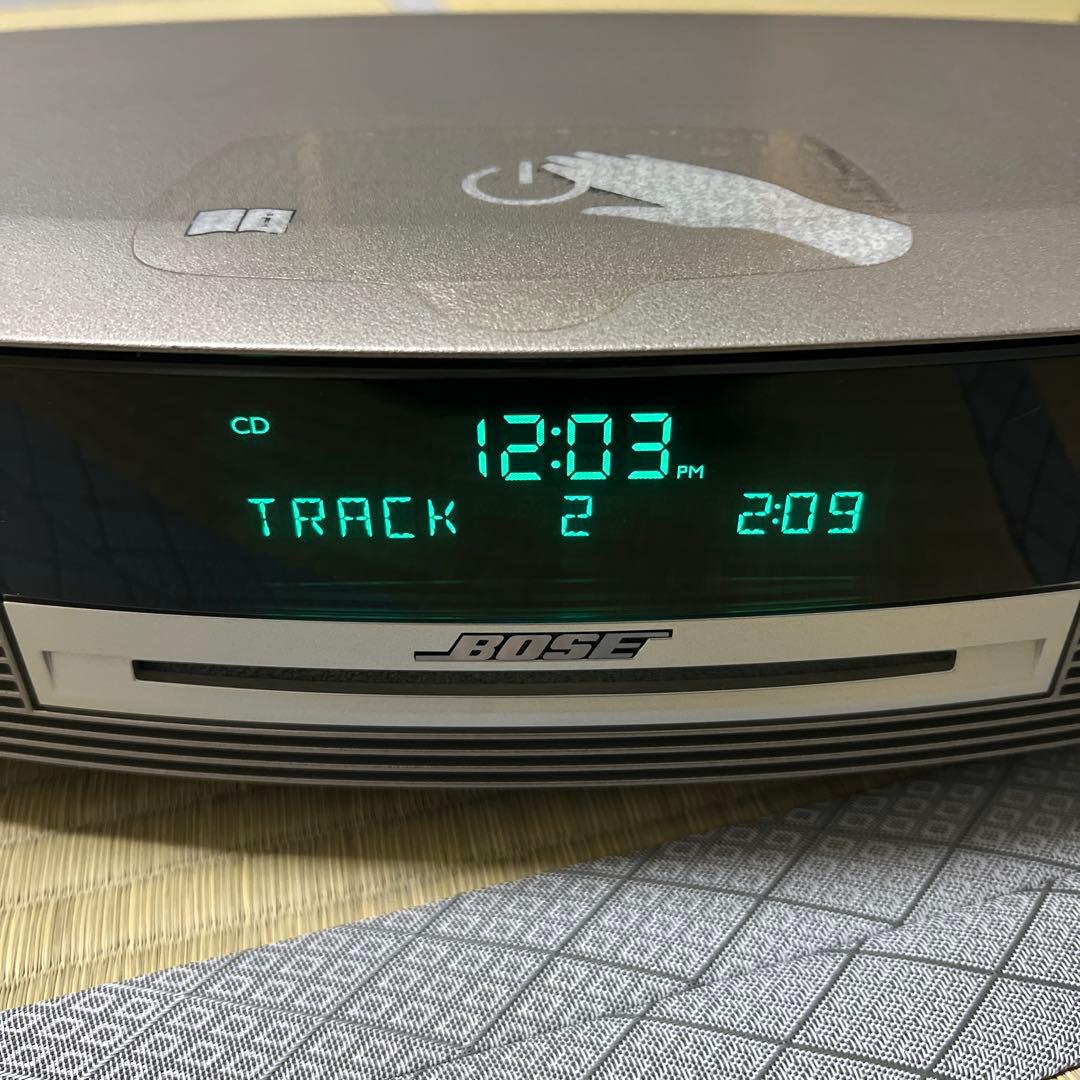 CD
12:03 PM
TRACK 2 2:09
BOSE